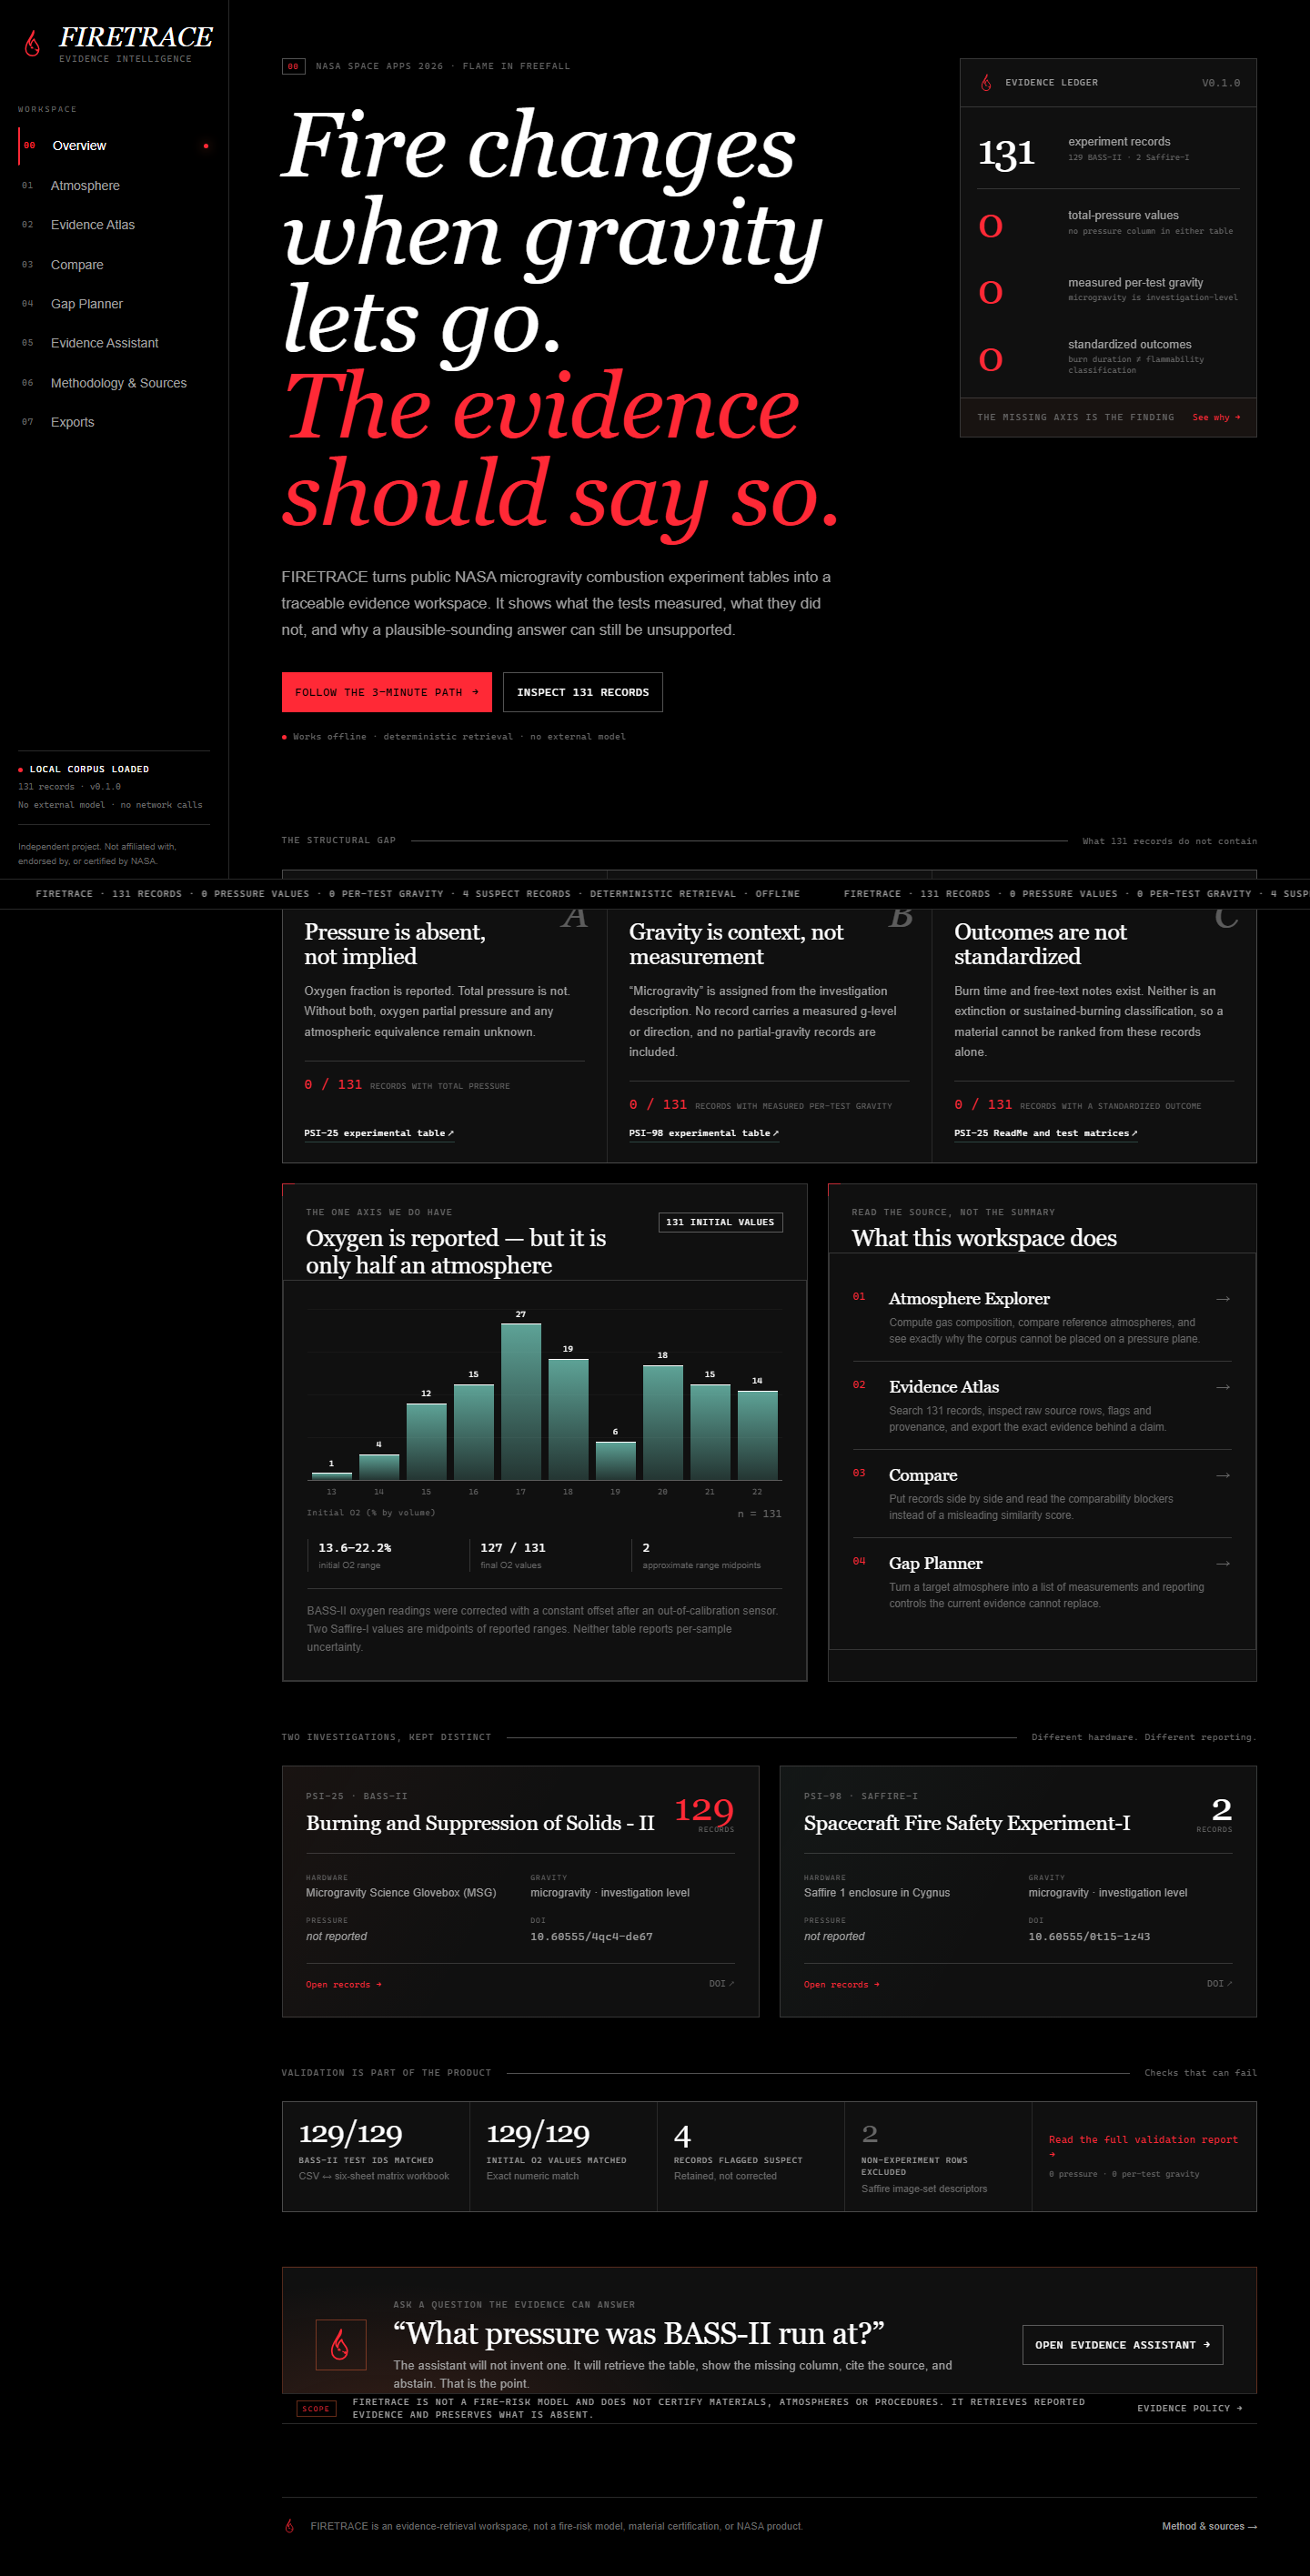 FIRETRACE
EVIDENCE INTELLIGENCE
WORKSPACE
00 Overview
01 Atmosphere
02 Evidence Atlas
03 Compare
04 Gap Planner
05 Evidence Assistant
06 Methodology & Sources
07 Exports
LOCAL CORPUS LOADED
131 records · v0.1.0
No external model · no network calls
Independent project. Not affiliated with,
endorsed by, or certified by NASA.
00 NASA SPACE APPS 2026 · FLAME IN FREEFALL
Fire changes
when gravity
lets go.
The evidence
should say so.
FIRETRACE turns public NASA microgravity combustion experiment tables into a
traceable evidence workspace. It shows what the tests measured, what they did
not, and why a plausible-sounding answer can still be unsupported.
FOLLOW THE 3-MINUTE PATH →
INSPECT 131 RECORDS
Works offline · deterministic retrieval · no external model
EVIDENCE LEDGER V0.1.0
131 experiment records
129 BASS-II · 2 Saffire-I
0 total-pressure values
no pressure column in either table
0 measured per-test gravity
microgravity is investigation-level
0 standardized outcomes
burn duration ≠ flammability
classification
THE MISSING AXIS IS THE FINDING See why →
THE STRUCTURAL GAP What 131 records do not contain
FIRETRACE · 131 RECORDS · 0 PRESSURE VALUES · 0 PER-TEST GRAVITY · 4 SUSPECT RECORDS · DETERMINISTIC RETRIEVAL · OFFLINE FIRETRACE · 131 RECORDS · 0 PRESSURE VALUES · 0 PER-TEST GRAVITY · 4 SUSP
A
Pressure is absent,
not implied
Oxygen fraction is reported. Total pressure is not.
Without both, oxygen partial pressure and any
atmospheric equivalence remain unknown.
0 / 131 RECORDS WITH TOTAL PRESSURE
PSI-25 experimental table↗
B
Gravity is context, not
measurement
“Microgravity” is assigned from the investigation
description. No record carries a measured g-level
or direction, and no partial-gravity records are
included.
0 / 131 RECORDS WITH MEASURED PER-TEST GRAVITY
PSI-98 experimental table↗
C
Outcomes are not
standardized
Burn time and free-text notes exist. Neither is an
extinction or sustained-burning classification, so a
material cannot be ranked from these records
alone.
0 / 131 RECORDS WITH A STANDARDIZED OUTCOME
PSI-25 ReadMe and test matrices↗
THE ONE AXIS WE DO HAVE
Oxygen is reported — but it is
only half an atmosphere
131 INITIAL VALUES
1 4 12 15 27 19 6 18 15 14
13 14 15 16 17 18 19 20 21 22
Initial O2 (% by volume) n = 131
13.6–22.2%
initial O2 range
127 / 131
final O2 values
2
approximate range midpoints
BASS-II oxygen readings were corrected with a constant offset after an out-of-calibration sensor.
Two Saffire-I values are midpoints of reported ranges. Neither table reports per-sample
uncertainty.
READ THE SOURCE, NOT THE SUMMARY
What this workspace does
01 Atmosphere Explorer →
Compute gas composition, compare reference atmospheres, and
see exactly why the corpus cannot be placed on a pressure plane.
02 Evidence Atlas →
Search 131 records, inspect raw source rows, flags and
provenance, and export the exact evidence behind a claim.
03 Compare →
Put records side by side and read the comparability blockers
instead of a misleading similarity score.
04 Gap Planner →
Turn a target atmosphere into a list of measurements and reporting
controls the current evidence cannot replace.
TWO INVESTIGATIONS, KEPT DISTINCT Different hardware. Different reporting.
PSI-25 · BASS-II
Burning and Suppression of Solids - II
129
RECORDS
HARDWARE
Microgravity Science Glovebox (MSG)
GRAVITY
microgravity · investigation level
PRESSURE
not reported
DOI
10.60555/4qc4-de67
Open records → DOI↗
PSI-98 · SAFFIRE-I
Spacecraft Fire Safety Experiment-I
2
RECORDS
HARDWARE
Saffire 1 enclosure in Cygnus
GRAVITY
microgravity · investigation level
PRESSURE
not reported
DOI
10.60555/0t15-1z43
Open records → DOI↗
VALIDATION IS PART OF THE PRODUCT Checks that can fail
129/129
BASS-II TEST IDS MATCHED
CSV ↔ six-sheet matrix workbook
129/129
INITIAL O2 VALUES MATCHED
Exact numeric match
4
RECORDS FLAGGED SUSPECT
Retained, not corrected
2
NON-EXPERIMENT ROWS
EXCLUDED
Saffire image-set descriptors
Read the full validation report
→
0 pressure · 0 per-test gravity
ASK A QUESTION THE EVIDENCE CAN ANSWER
“What pressure was BASS-II run at?”
The assistant will not invent one. It will retrieve the table, show the missing column, cite the source, and
abstain. That is the point.
OPEN EVIDENCE ASSISTANT →
SCOPE
FIRETRACE IS NOT A FIRE-RISK MODEL AND DOES NOT CERTIFY MATERIALS, ATMOSPHERES OR PROCEDURES. IT RETRIEVES REPORTED
EVIDENCE AND PRESERVES WHAT IS ABSENT.
EVIDENCE POLICY →
FIRETRACE is an evidence-retrieval workspace, not a fire-risk model, material certification, or NASA product.
Method & sources →